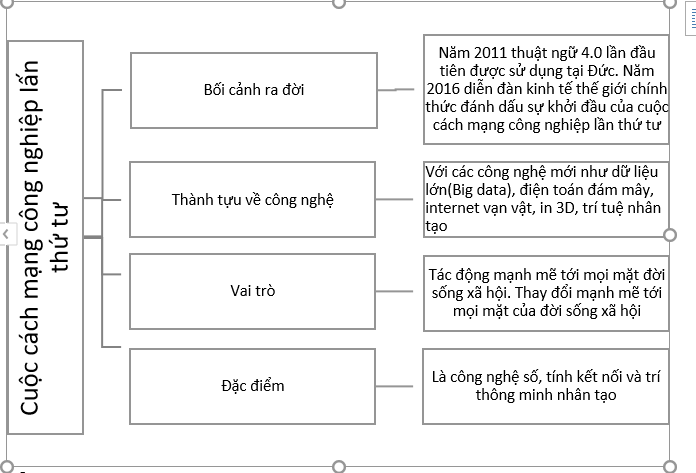 Cuộc cách mạng công nghiệp lấn
thứ tư
Bối cảnh ra đời
Năm 2011 thuật ngữ 4.0 lần đầu
tiên được sử dụng tại Đức. Năm
2016 diễn đàn kinh tế thế giới chính
thức đánh dấu sự khởi đầu của cuộc
cách mạng công nghiệp lần thứ tư
Thành tựu về công nghệ
Với các công nghệ mới như dữ liệu
lớn(Big data), điện toán đám mây,
internet vạn vật, in 3D, trí tuệ nhân
tạo
Vai trò
Tác động mạnh mẽ tới mọi mặt đời
sống xã hội. Thay đổi mạnh mẽ tới
mọi mặt của đời sống xã hội
Đặc điểm
Là công nghệ số, tính kết nối và trí
thông minh nhân tạo